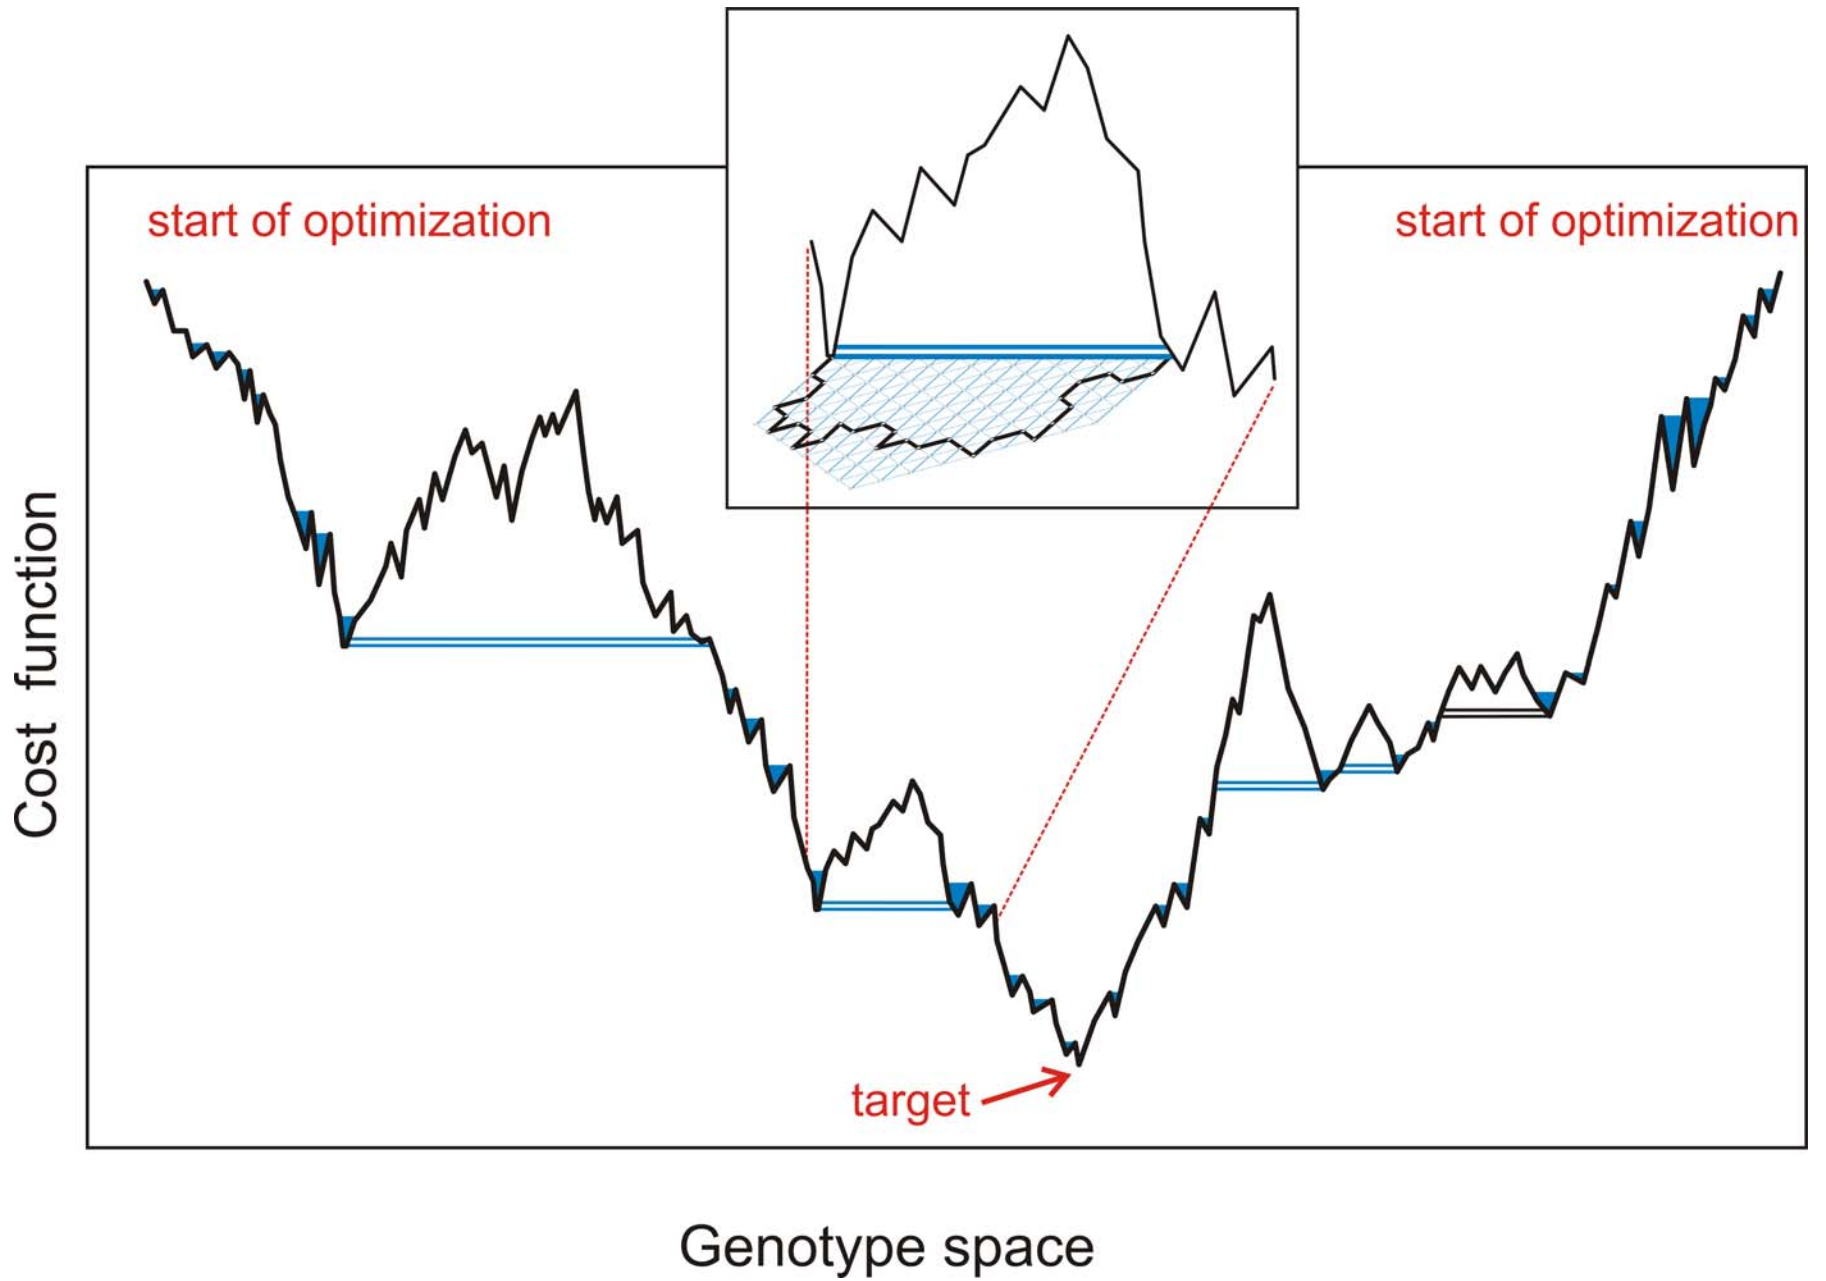 start of optimization
start of optimization
Cost function
target
Genotype space